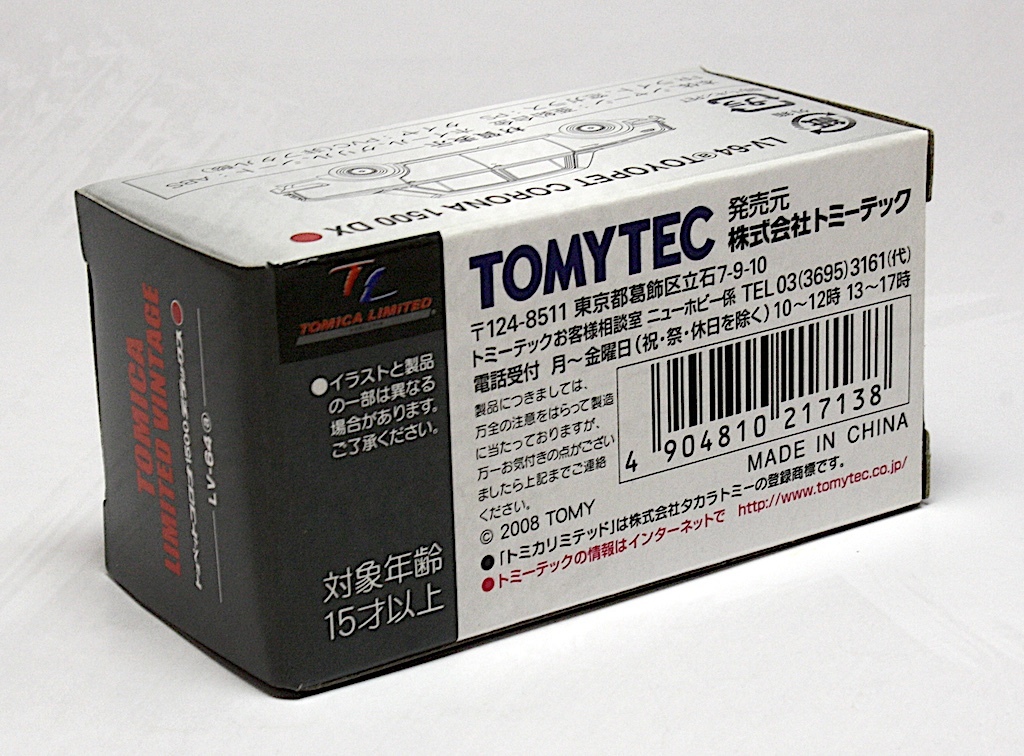 LV-64ⓐTOYOPET CORONA 1500 DX
TOMICA
LIMITED VINTAGE
LV-64ⓐ
TL
TOMICA LIMITED
●イラストと製品
の一部は異なる
場合があります。
ご了承ください。
対象年齢
15才以上
TOMYTEC
発売元
株式会社トミーテック
〒124-8511 東京都葛飾区立石7-9-10
トミーテックお客様相談室 ニューホビー係 TEL 03(3695)3161(代)
電話受付 月～金曜日(祝・祭・休日を除く) 10～12時 13～17時
製品につきましては、
万全の注意をはらって製造
に当たっておりますが、
万一お気付きの点がござい
ましたら上記までご連絡
ください。
4 904810 217138
MADE IN CHINA
© 2008 TOMY
●「トミカリミテッド」は株式会社タカラトミーの登録商標です。
●トミーテックの情報はインターネットで http://www.tomytec.co.jp/